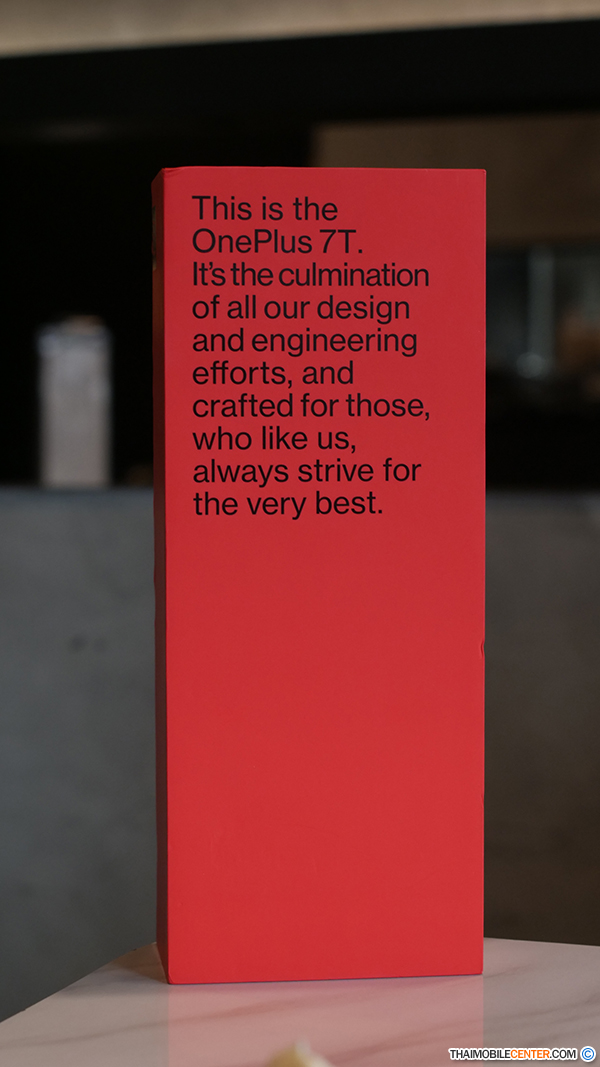 This is the
OnePlus 7T.
It's the culmination
of all our design
and engineering
efforts, and
crafted for those,
who like us,
always strive for
the very best.
THAIMOBILECENTER.COM ©